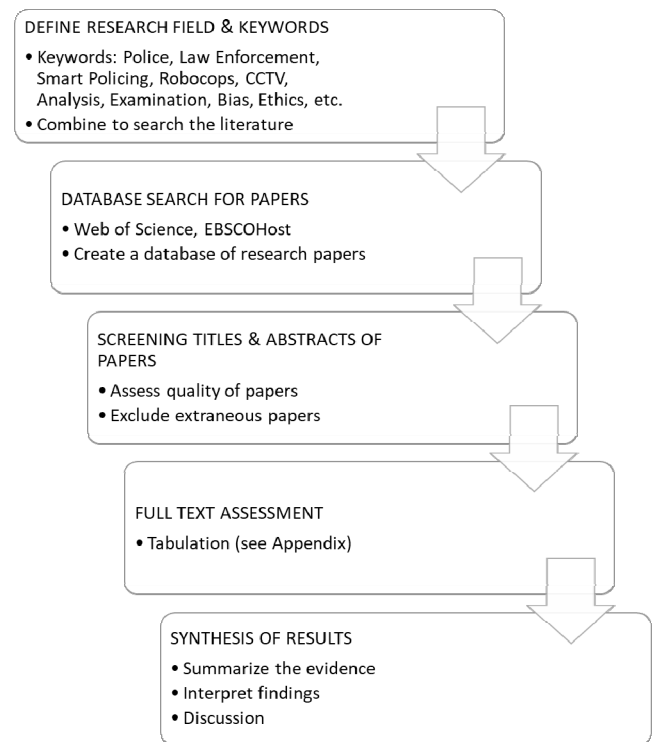 DEFINE RESEARCH FIELD & KEYWORDS
• Keywords: Police, Law Enforcement,
Smart Policing, Robocops, CCTV,
Analysis, Examination, Bias, Ethics, etc.
• Combine to search the literature
DATABASE SEARCH FOR PAPERS
• Web of Science, EBSCOHost
• Create a database of research papers
SCREENING TITLES & ABSTRACTS OF
PAPERS
• Assess quality of papers
• Exclude extraneous papers
FULL TEXT ASSESSMENT
• Tabulation (see Appendix)
SYNTHESIS OF RESULTS
• Summarize the evidence
• Interpret findings
• Discussion